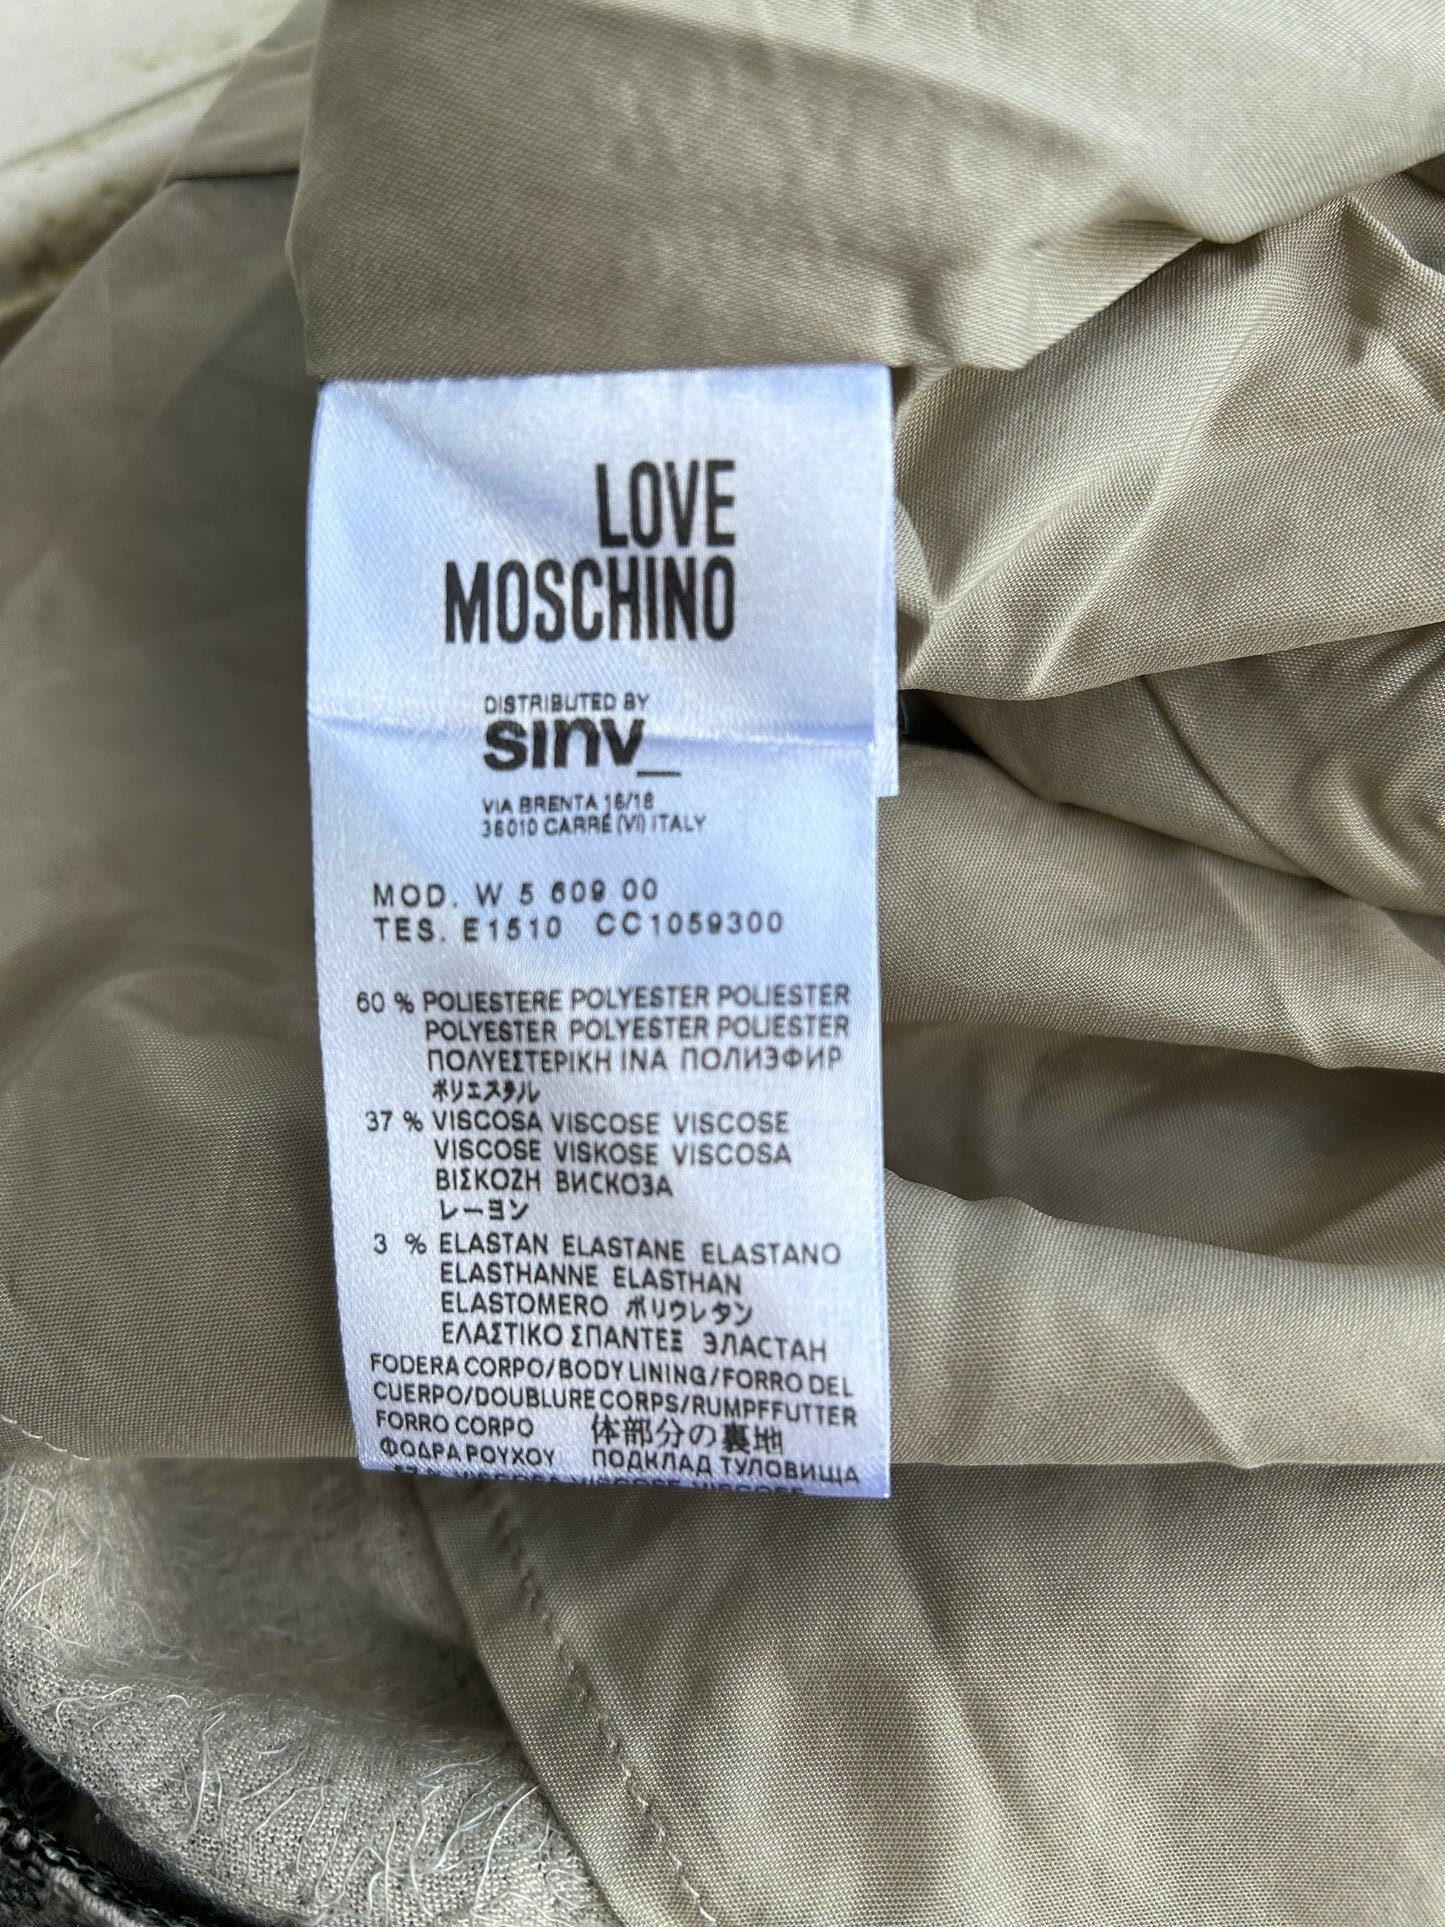 LOVE
MOSCHINO
DISTRIBUTED BY
sınv_
VIA BRENTA 16/18
36010 CARRÉ (VI) ITALY
MOD. W 5 609 00
TES. E1510 CC1059300
60 % POLIESTERE POLYESTER POLIESTER
POLYESTER POLYESTER POLIESTER
ΠΟΛΥΕΣΤΕΡΙΚΗ ΙΝΑ ПОЛИЭФИР
ポリエステル
37 % VISCOSA VISCOSE VISCOSE
VISCOSE VISKOSE VISCOSA
ΒΙΣΚΟΖΗ ВИСКОЗА
レーヨン
3 % ELASTAN ELASTANE ELASTANO
ELASTHANNE ELASTHAN
ELASTOMERO ポリウレタン
ΕΛΑΣΤΙΚΟ ΣΠΑΝΤΕΞ ЭЛАСТАН
FODERA CORPO/BODY LINING/FORRO DEL
CUERPO/DOUBLURE CORPS/RUMPFFUTTER
FORRO CORPO 体部分の裏地
ΦΟΔΡΑ ΡΟΥΧΟΥ ПОДКЛАД ТУЛОВИЩА